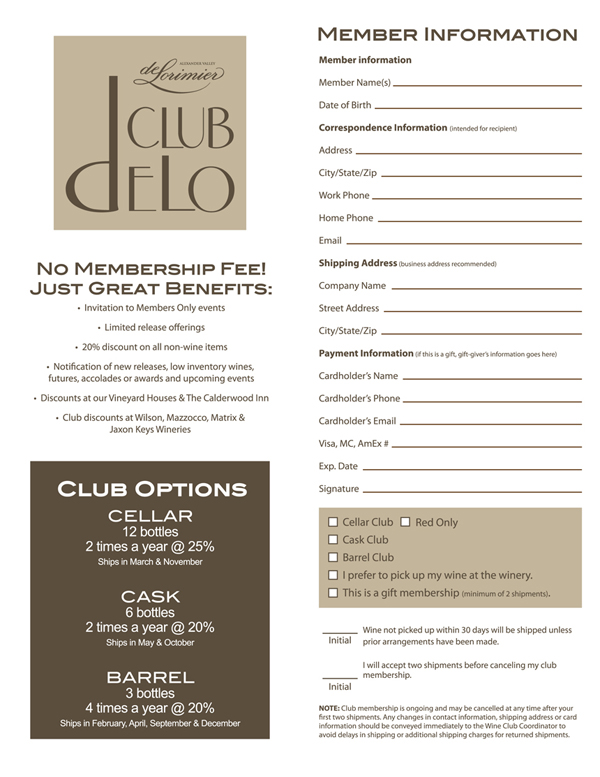 ALEXANDER VALLEY
deLorimier
CLUB
dELO
No Membership Fee!
Just Great Benefits:
• Invitation to Members Only events
• Limited release offerings
• 20% discount on all non-wine items
• Notification of new releases, low inventory wines,
futures, accolades or awards and upcoming events
• Discounts at our Vineyard Houses & The Calderwood Inn
• Club discounts at Wilson, Mazzocco, Matrix &
Jaxon Keys Wineries
Club Options
CELLAR
12 bottles
2 times a year @ 25%
Ships in March & November
CASK
6 bottles
2 times a year @ 20%
Ships in May & October
BARREL
3 bottles
4 times a year @ 20%
Ships in February, April, September & December
Member Information
Member information
Member Name(s)
Date of Birth
Correspondence Information (intended for recipient)
Address
City/State/Zip
Work Phone
Home Phone
Email
Shipping Address (business address recommended)
Company Name
Street Address
City/State/Zip
Payment Information (if this is a gift, gift-giver's information goes here)
Cardholder's Name
Cardholder's Phone
Cardholder's Email
Visa, MC, AmEx #
Exp. Date
Signature
Cellar Club Red Only
Cask Club
Barrel Club
I prefer to pick up my wine at the winery.
This is a gift membership (minimum of 2 shipments).
Wine not picked up within 30 days will be shipped unless
Initial prior arrangements have been made.
I will accept two shipments before canceling my club
membership.
Initial
NOTE: Club membership is ongoing and may be cancelled at any time after your
first two shipments. Any changes in contact information, shipping address or card
information should be conveyed immediately to the Wine Club Coordinator to
avoid delays in shipping or additional shipping charges for returned shipments.